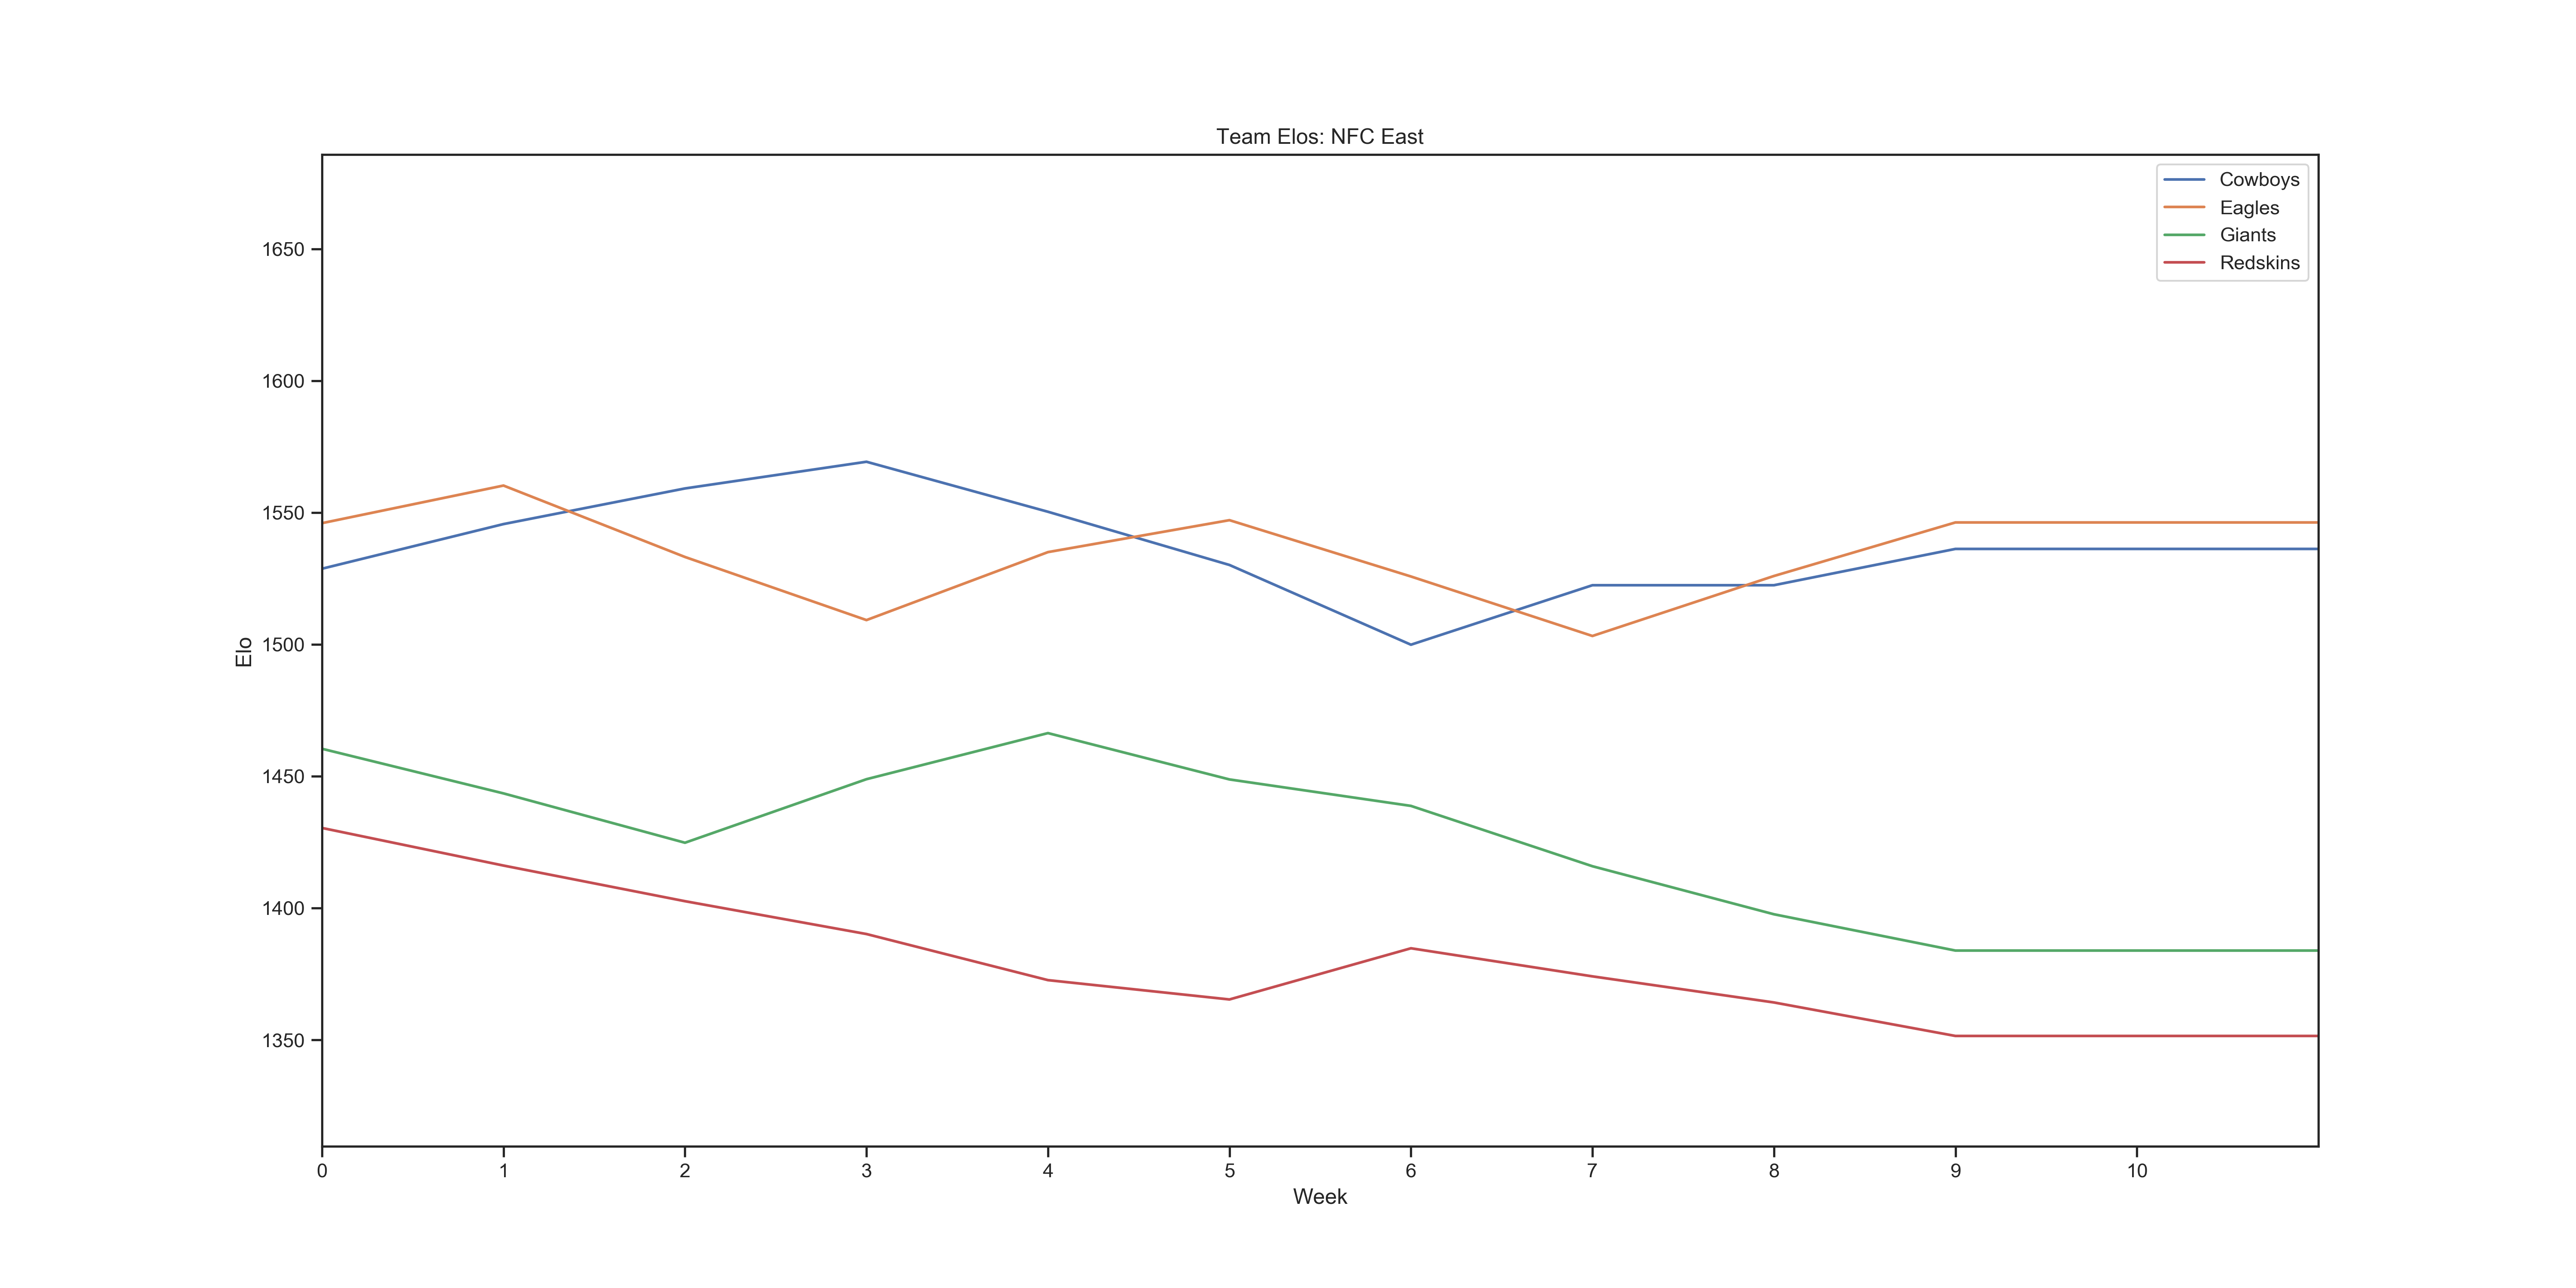 Team Elos: NFC East
Cowboys
Eagles
Giants
Redskins
1650
1600
1550
1500
1450
1400
1350
Elo
0 1 2 3 4 5 6 7 8 9 10
Week